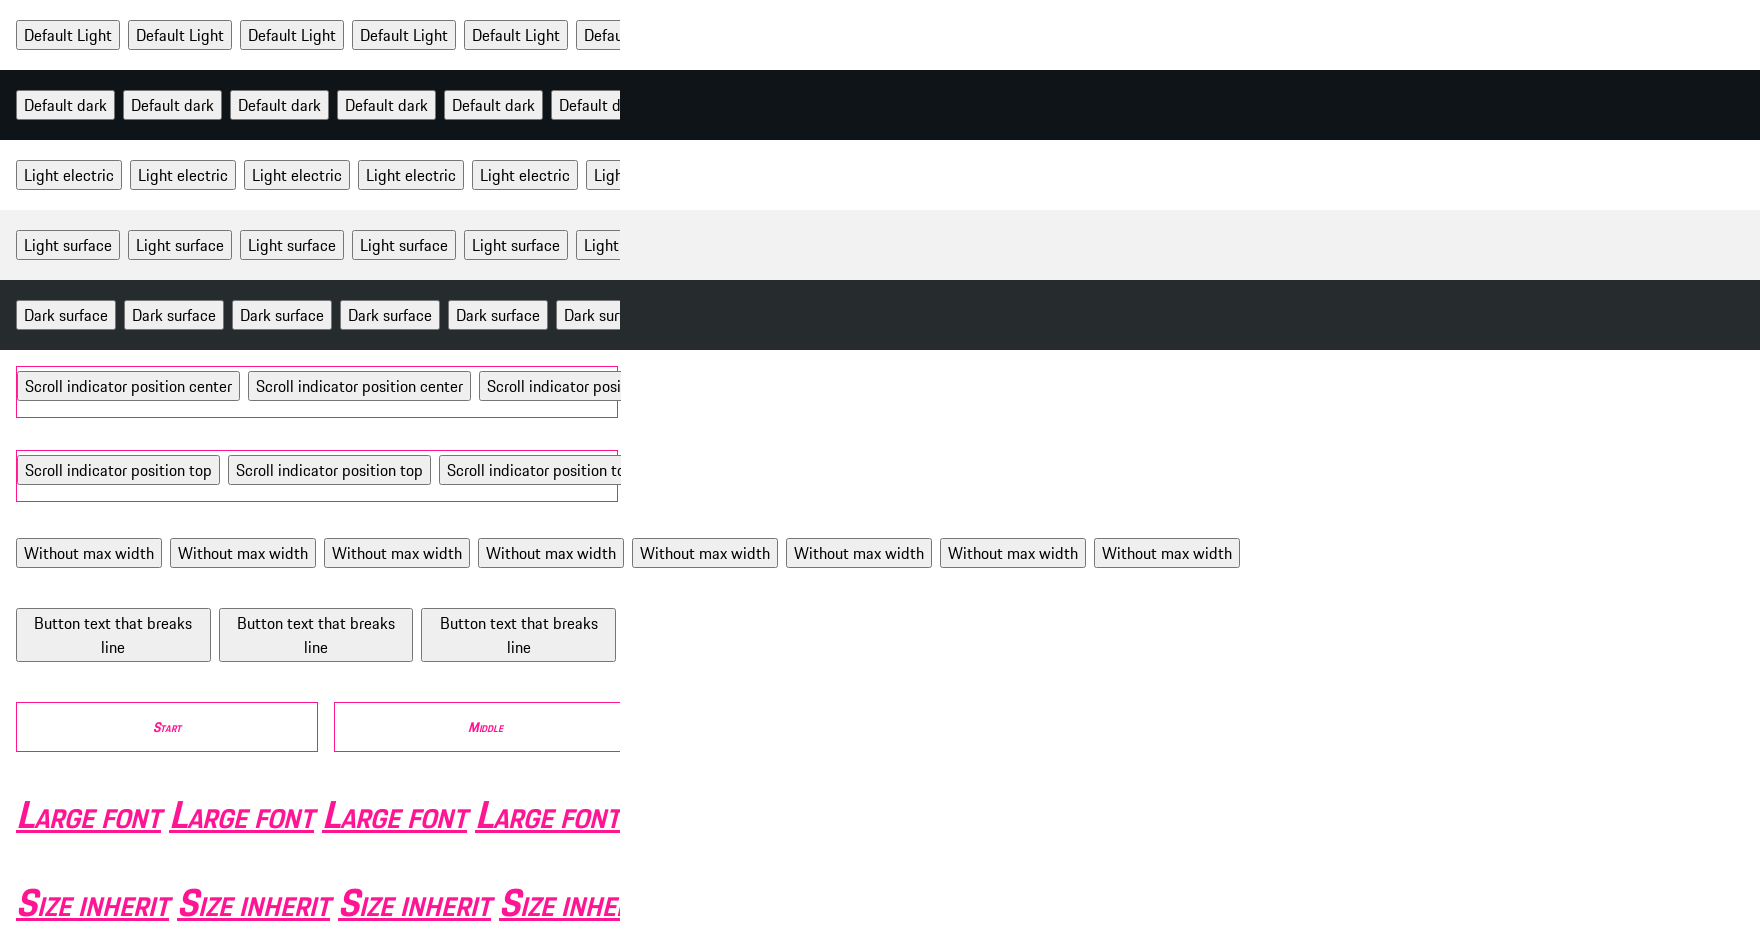 Default Light Default Light Default Light Default Light Default Light Defau
Default dark Default dark Default dark Default dark Default dark Default d
Light electric Light electric Light electric Light electric Light electric Ligh
Light surface Light surface Light surface Light surface Light surface Light
Dark surface Dark surface Dark surface Dark surface Dark surface Dark sur
Scroll indicator position center Scroll indicator position center Scroll indicator posi
Scroll indicator position top Scroll indicator position top Scroll indicator position to
Without max width Without max width Without max width Without max width Without max width Without max width Without max width Without max width
Button text that breaks Button text that breaks Button text that breaks
line line line
Start Middle
Large font Large font Large font Large font
Size inherit Size inherit Size inherit Size inhe